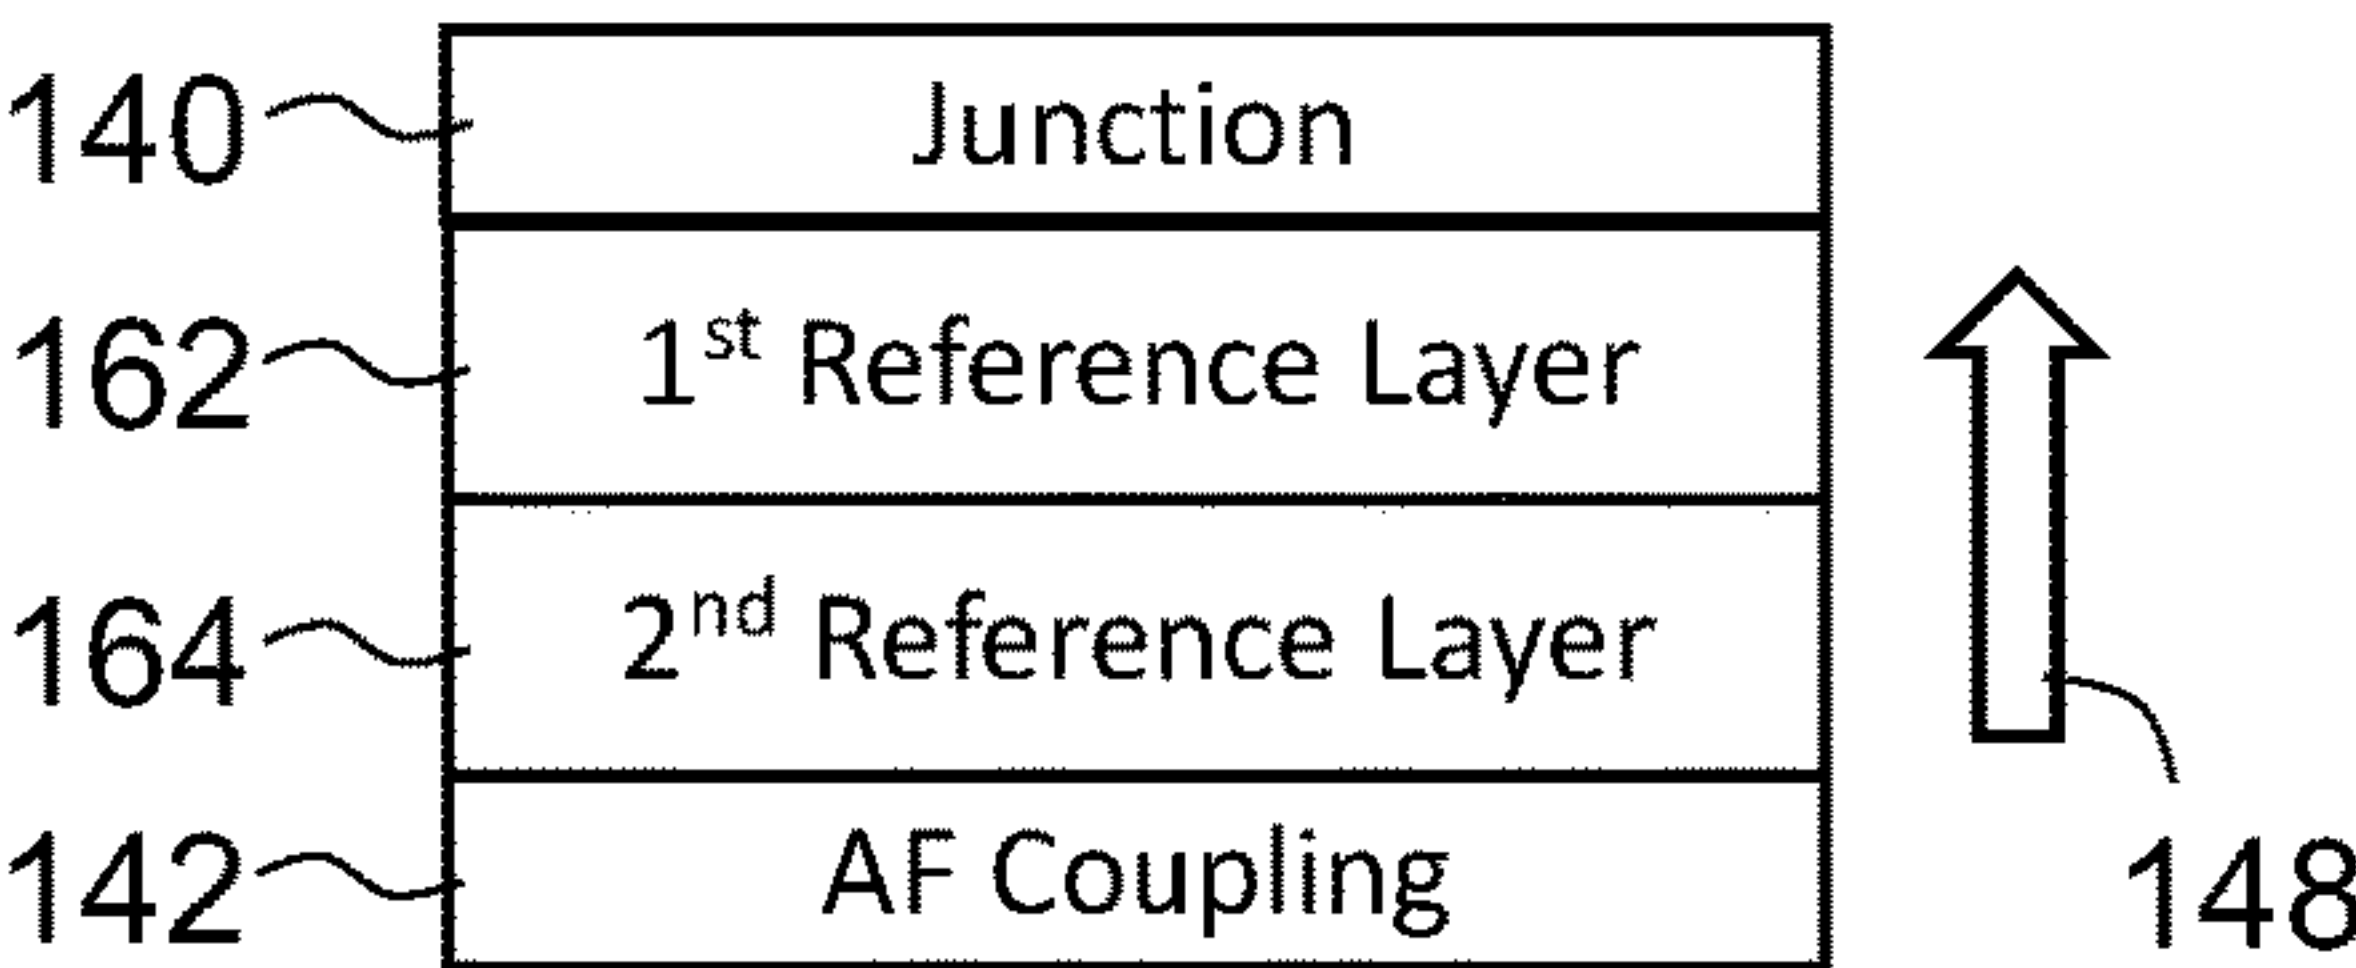 140 Junction
162 1st Reference Layer
164 2nd Reference Layer
142 AF Coupling
148